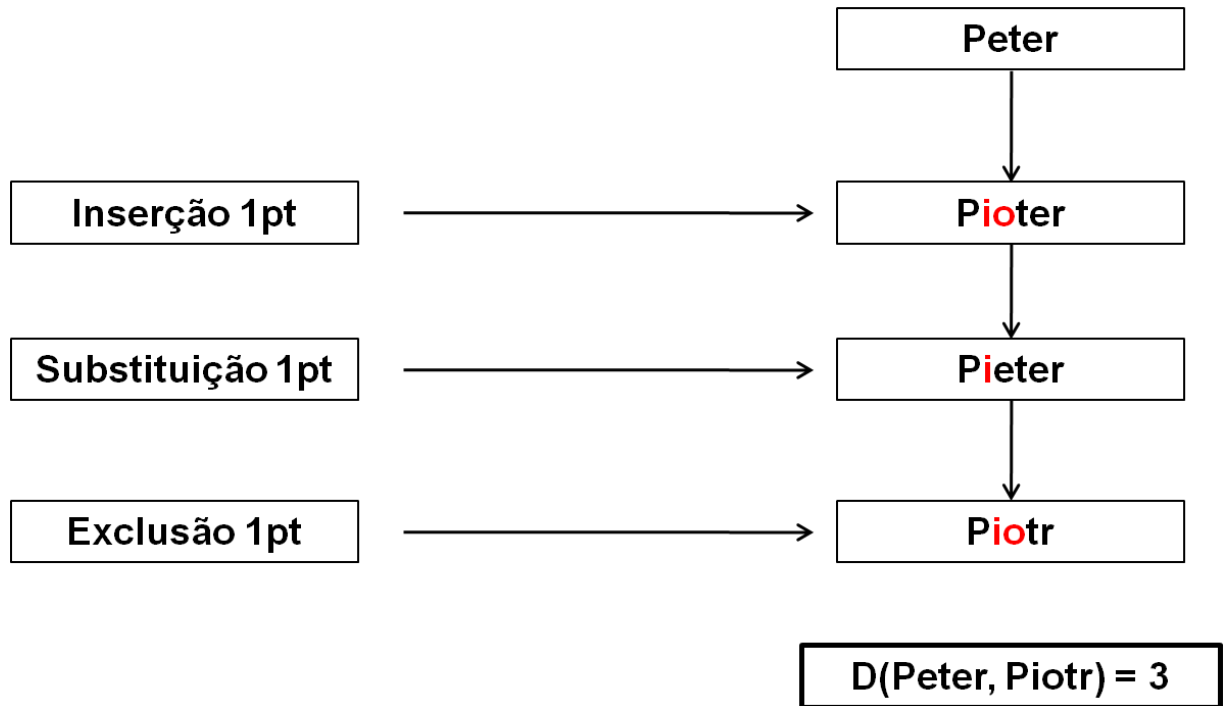 Peter
Inserção 1pt
Pioter
Substituição 1pt
Pieter
Exclusão 1pt
Piotr
D(Peter, Piotr) = 3